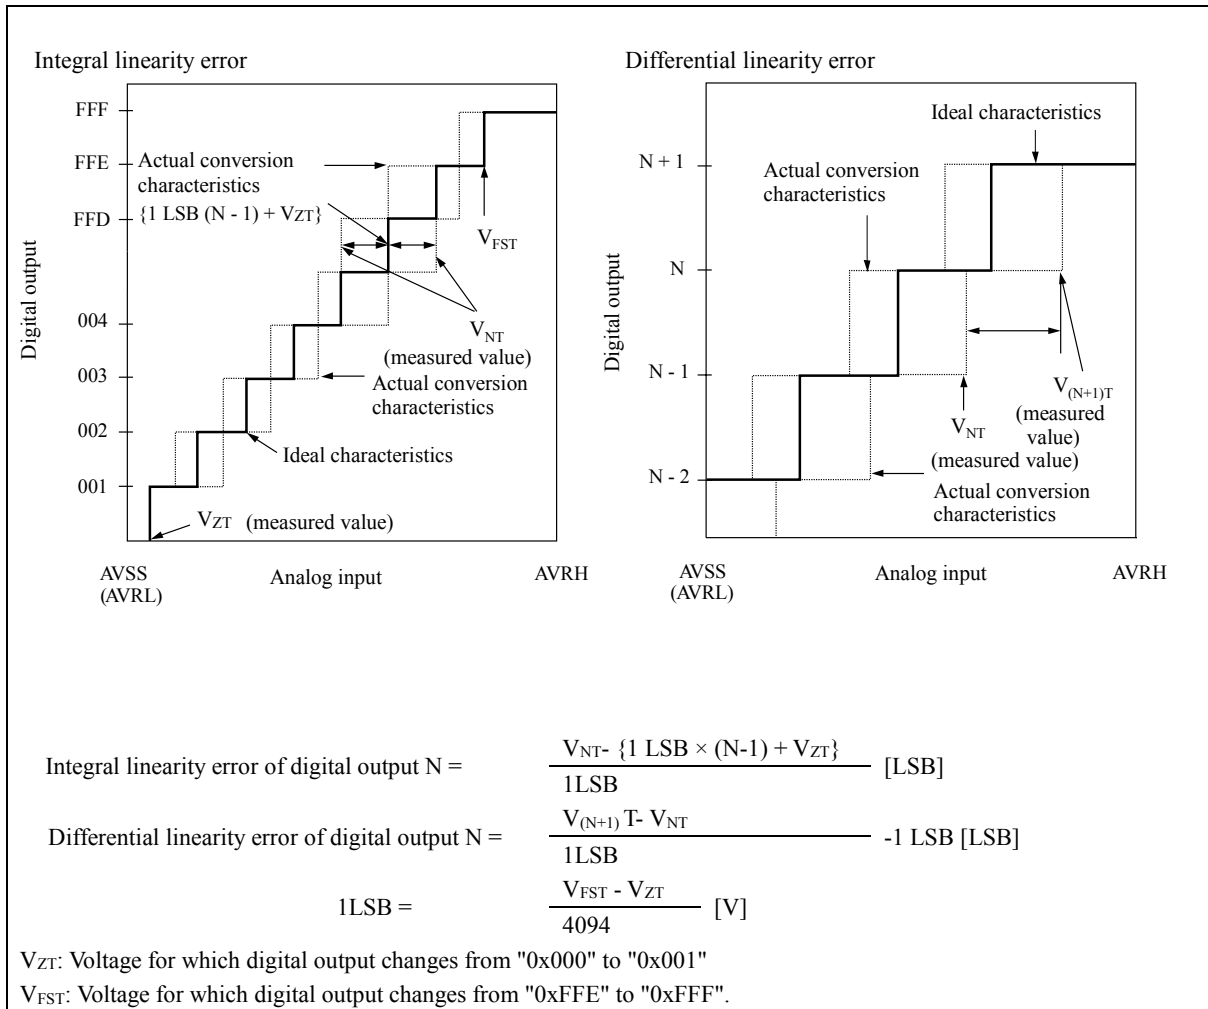 Integral linearity error
FFF
FFE
FFD
004
003
002
001
Digital output
Actual conversion
characteristics
{1 LSB (N - 1) + VZT}
VFST
VNT
(measured value)
Actual conversion
characteristics
Ideal characteristics
VZT (measured value)
AVSS
(AVRL)
Analog input
AVRH
Differential linearity error
N + 1
N
N - 1
N - 2
Digital output
Ideal characteristics
Actual conversion
characteristics
V(N+1)T
(measured
value)
VNT
(measured value)
Actual conversion
characteristics
AVSS
(AVRL)
Analog input
AVRH
Integral linearity error of digital output N = VNT- {1 LSB × (N-1) + VZT} [LSB]
1LSB
Differential linearity error of digital output N = V(N+1) T- VNT -1 LSB [LSB]
1LSB
1LSB = VFST - VZT [V]
4094
VZT: Voltage for which digital output changes from "0x000" to "0x001"
VFST: Voltage for which digital output changes from "0xFFE" to "0xFFF".